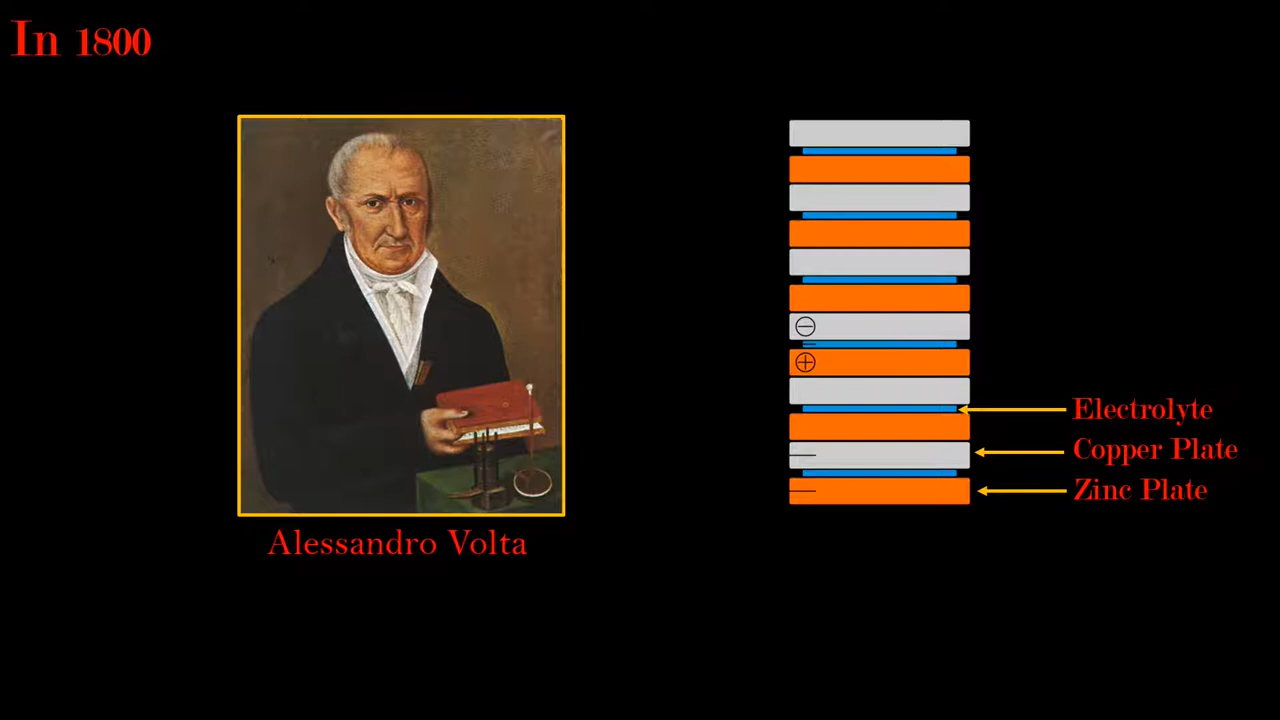 In 1800
⊖
⊕
Electrolyte
Copper Plate
Zinc Plate
Alessandro Volta